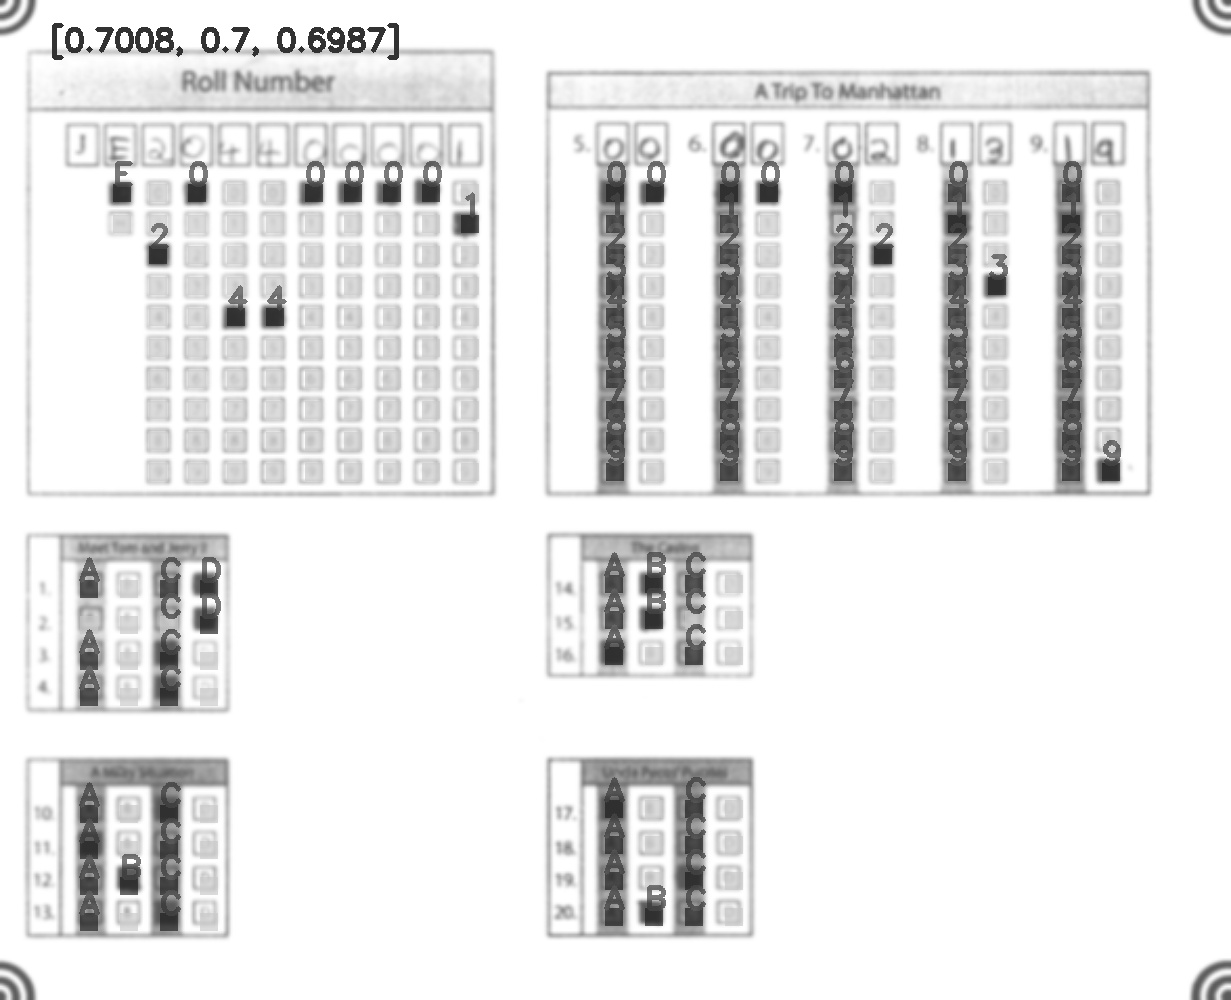 [0.7008, 0.7, 0.6987]
Roll Number
J E 2 0 4 4 0 0 0 0 1
E 0 0 0 0 0
1
2
4 4
A Trip To Manhattan
5. 0 0 6. 0 0 7. 0 2 8. 1 3 9. 1 9
0 0 0 0 0 0 0
1 1 1 1 1
2 2 2 2 2 2
3 3 3 3 3 3
4 4 4 4 4
5 5 5 5 5
6 6 6 6 6
7 7 7 7 7
8 8 8 8 8
9 9 9 9 9 9
Meet Tom and Jerry
1. A C D
2. C D
3. A C
4. A C
The Casino
14. A B C
15. A B C
16. A C
A Milky Situation
10. A C
11. A C
12. A B C
13. A C
17. A C
18. A C
19. A C
20. A B C